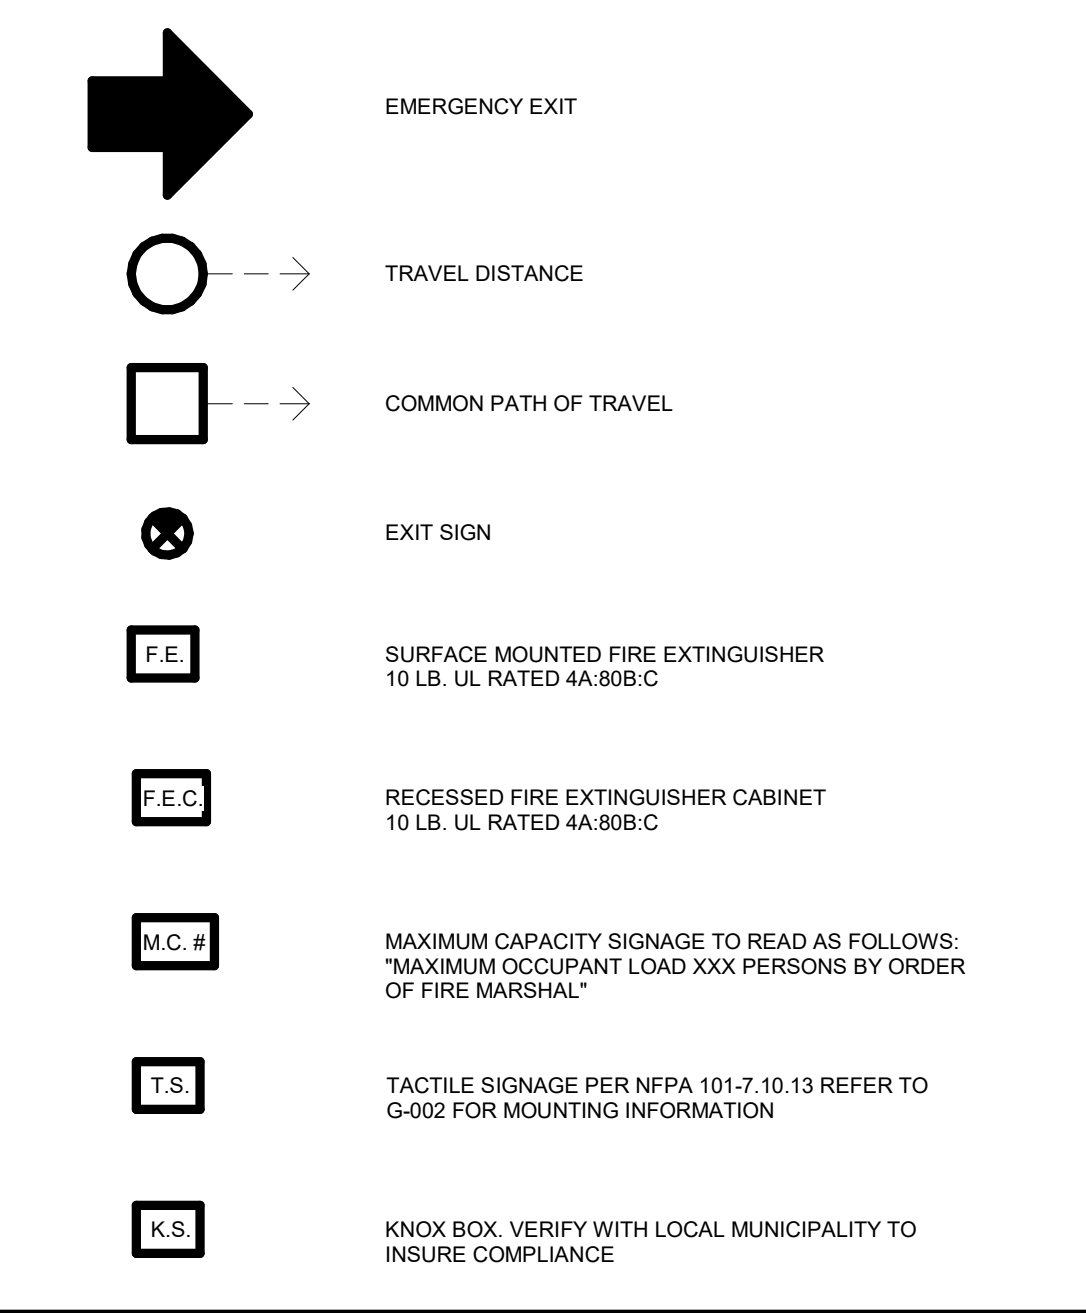 EMERGENCY EXIT
TRAVEL DISTANCE
COMMON PATH OF TRAVEL
EXIT SIGN
F.E.
SURFACE MOUNTED FIRE EXTINGUISHER
10 LB. UL RATED 4A:80B:C
F.E.C.
RECESSED FIRE EXTINGUISHER CABINET
10 LB. UL RATED 4A:80B:C
M.C. #
MAXIMUM CAPACITY SIGNAGE TO READ AS FOLLOWS:
"MAXIMUM OCCUPANT LOAD XXX PERSONS BY ORDER
OF FIRE MARSHAL"
T.S.
TACTILE SIGNAGE PER NFPA 101-7.10.13 REFER TO
G-002 FOR MOUNTING INFORMATION
K.S.
KNOX BOX. VERIFY WITH LOCAL MUNICIPALITY TO
INSURE COMPLIANCE